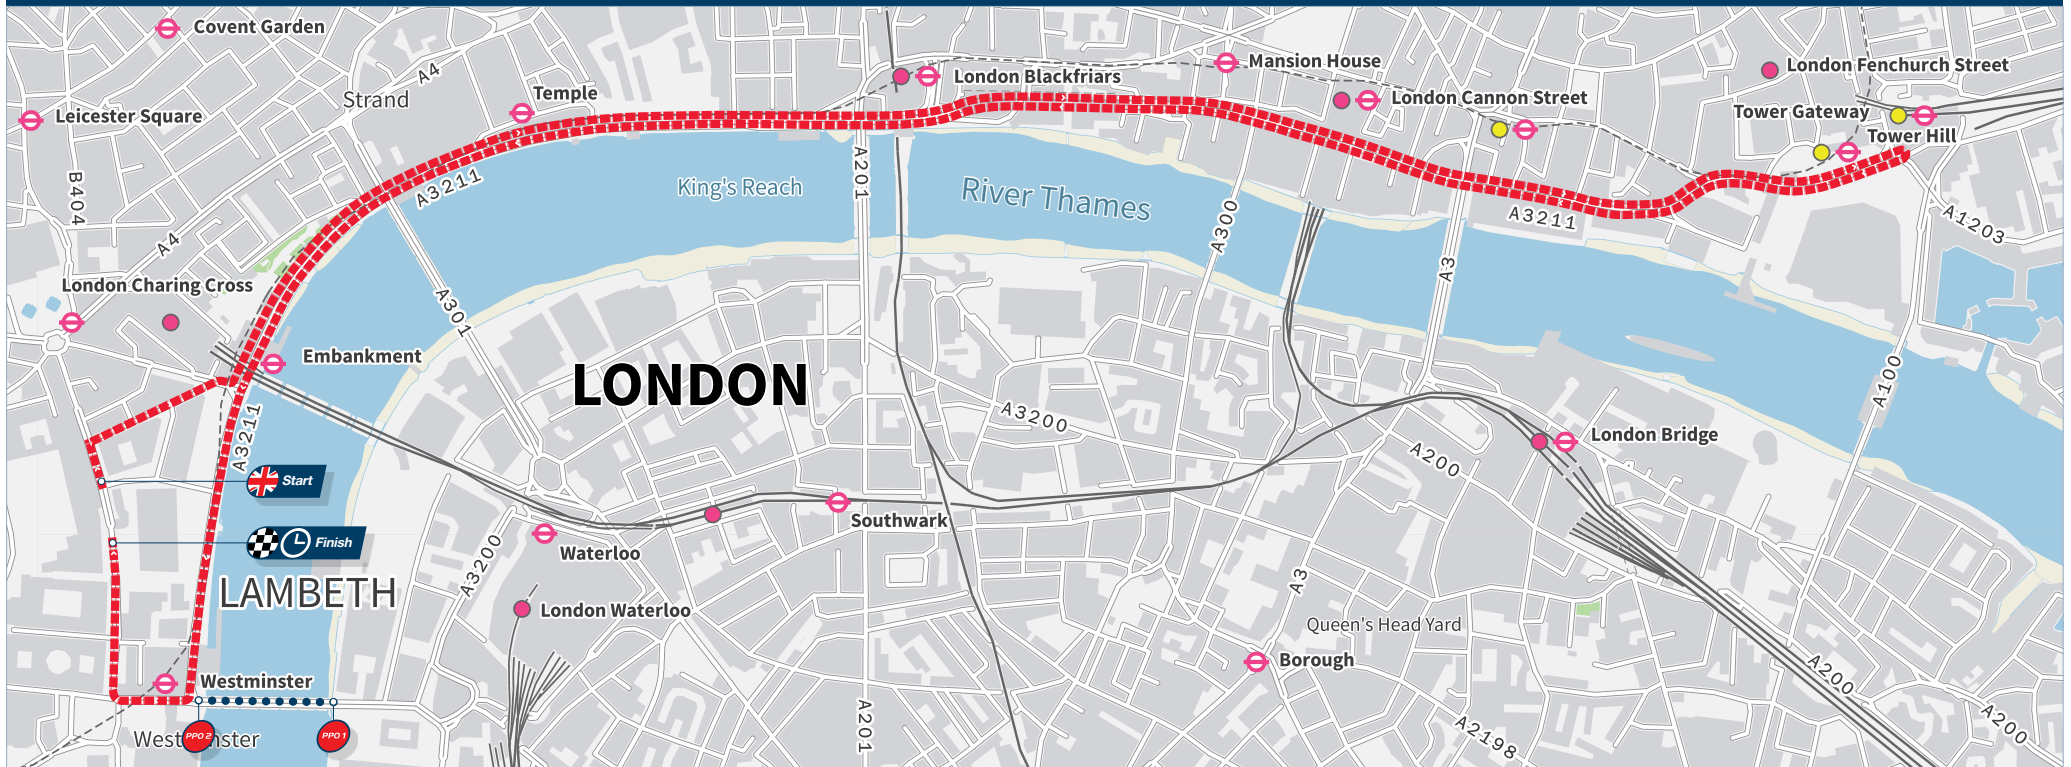 Covent Garden
A4
Strand
Leicester Square
Temple
London Blackfriars
Mansion House
London Cannon Street
London Fenchurch Street
Tower Gateway
Tower Hill
B404
A4
A3211
A201
King's Reach
River Thames
A300
A3211
A1203
London Charing Cross
A301
A3
Embankment
LONDON
A100
A3211
A3200
A200
London Bridge
Start
Finish
Southwark
Waterloo
A3200
LAMBETH
London Waterloo
A3
Queen's Head Yard
Borough
A200
Westminster
A201
A2198
A200
PPO 2
PPO 1